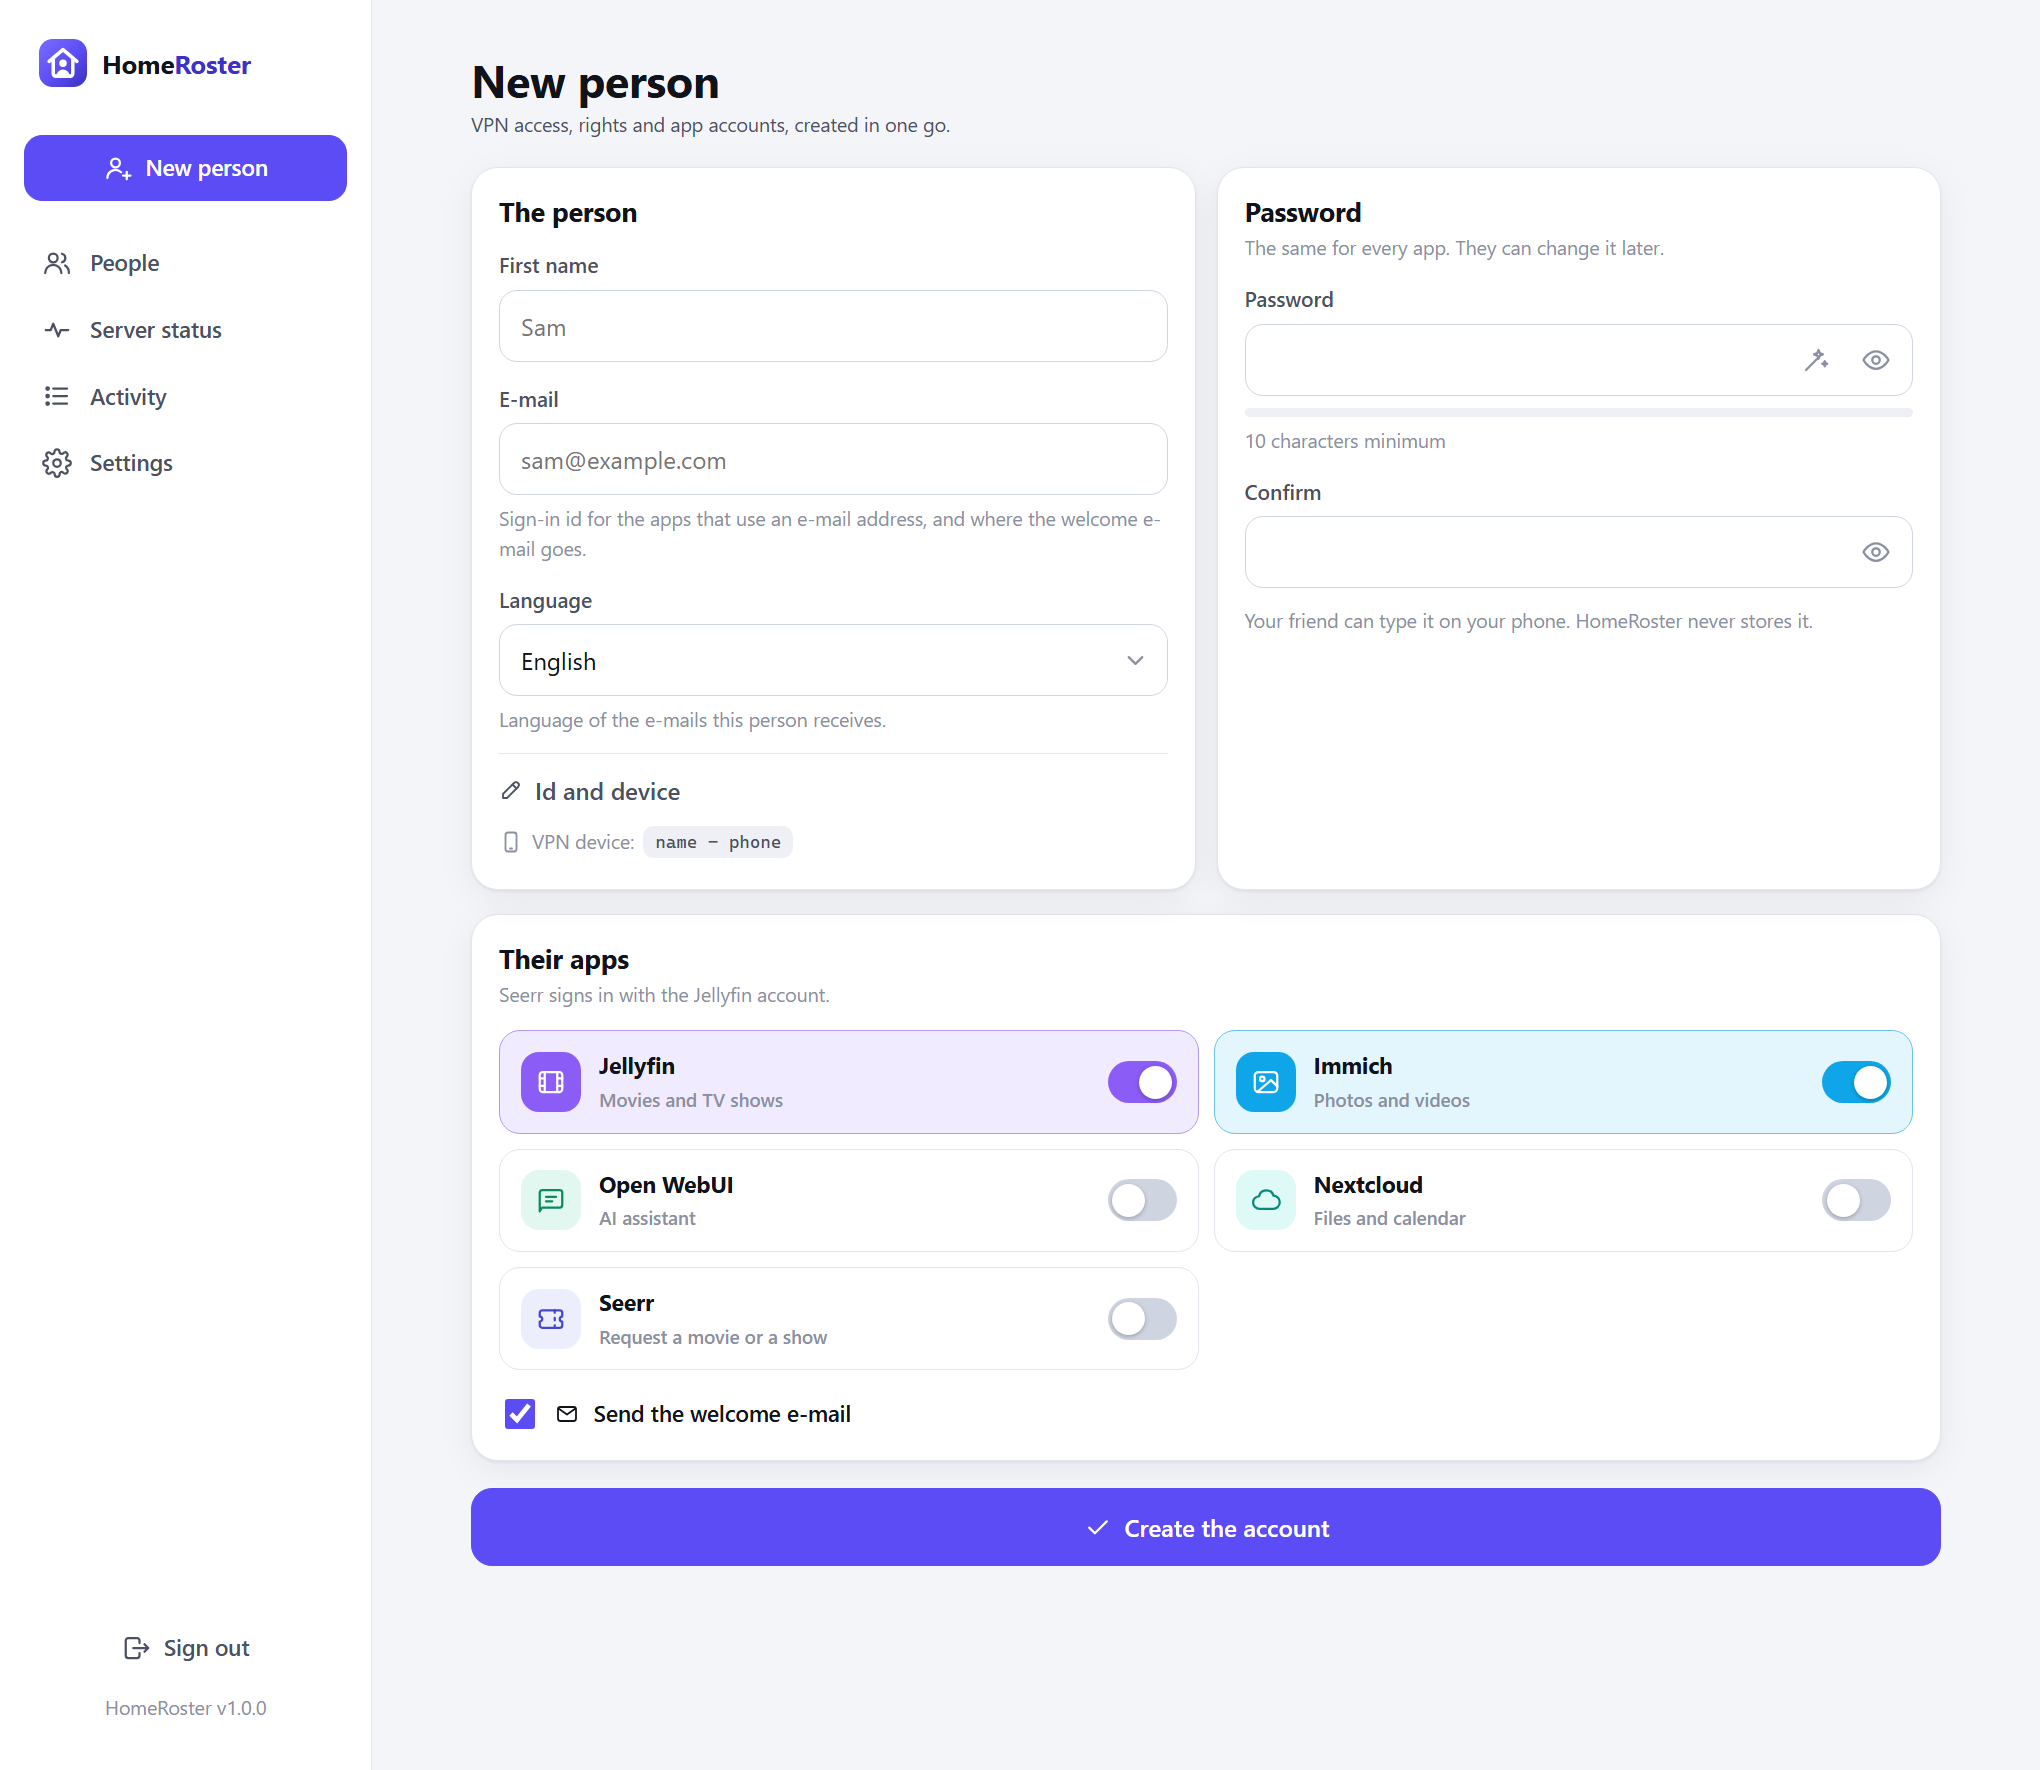 HomeRoster
New person
People
Server status
Activity
Settings
Sign out
HomeRoster v1.0.0
New person
VPN access, rights and app accounts, created in one go.
The person
First name
Sam
E-mail
sam@example.com
Sign-in id for the apps that use an e-mail address, and where the welcome e-
mail goes.
Language
English
Language of the e-mails this person receives.
Id and device
VPN device: name - phone
Password
The same for every app. They can change it later.
Password
10 characters minimum
Confirm
Your friend can type it on your phone. HomeRoster never stores it.
Their apps
Seerr signs in with the Jellyfin account.
Jellyfin
Movies and TV shows
Immich
Photos and videos
Open WebUI
AI assistant
Nextcloud
Files and calendar
Seerr
Request a movie or a show
Send the welcome e-mail
Create the account